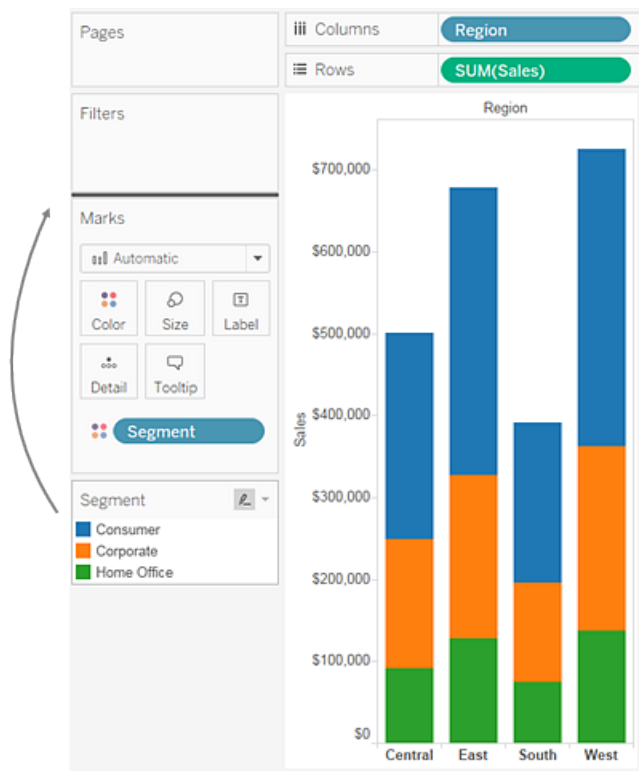 Pages
iii Columns Region
Rows SUM(Sales)
Filters
Marks
Automatic
Color Size Label
Detail Tooltip
Segment
Segment
Consumer
Corporate
Home Office
Region
Sales
$700,000
$600,000
$500,000
$400,000
$300,000
$200,000
$100,000
$0
Central East South West